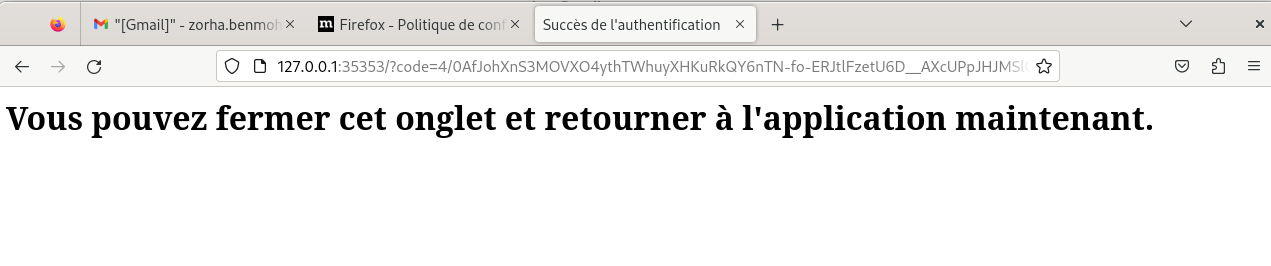 "[Gmail]" - zorha.benmoh
Firefox - Politique de conf
Succès de l'authentification
127.0.0.1:35353/?code=4/0AfJohXnS3MOVXO4ythTWhuyXHKuRkQY6nTN-fo-ERJtlFzetU6D__AXcUPpJHJMSl
Vous pouvez fermer cet onglet et retourner à l'application maintenant.